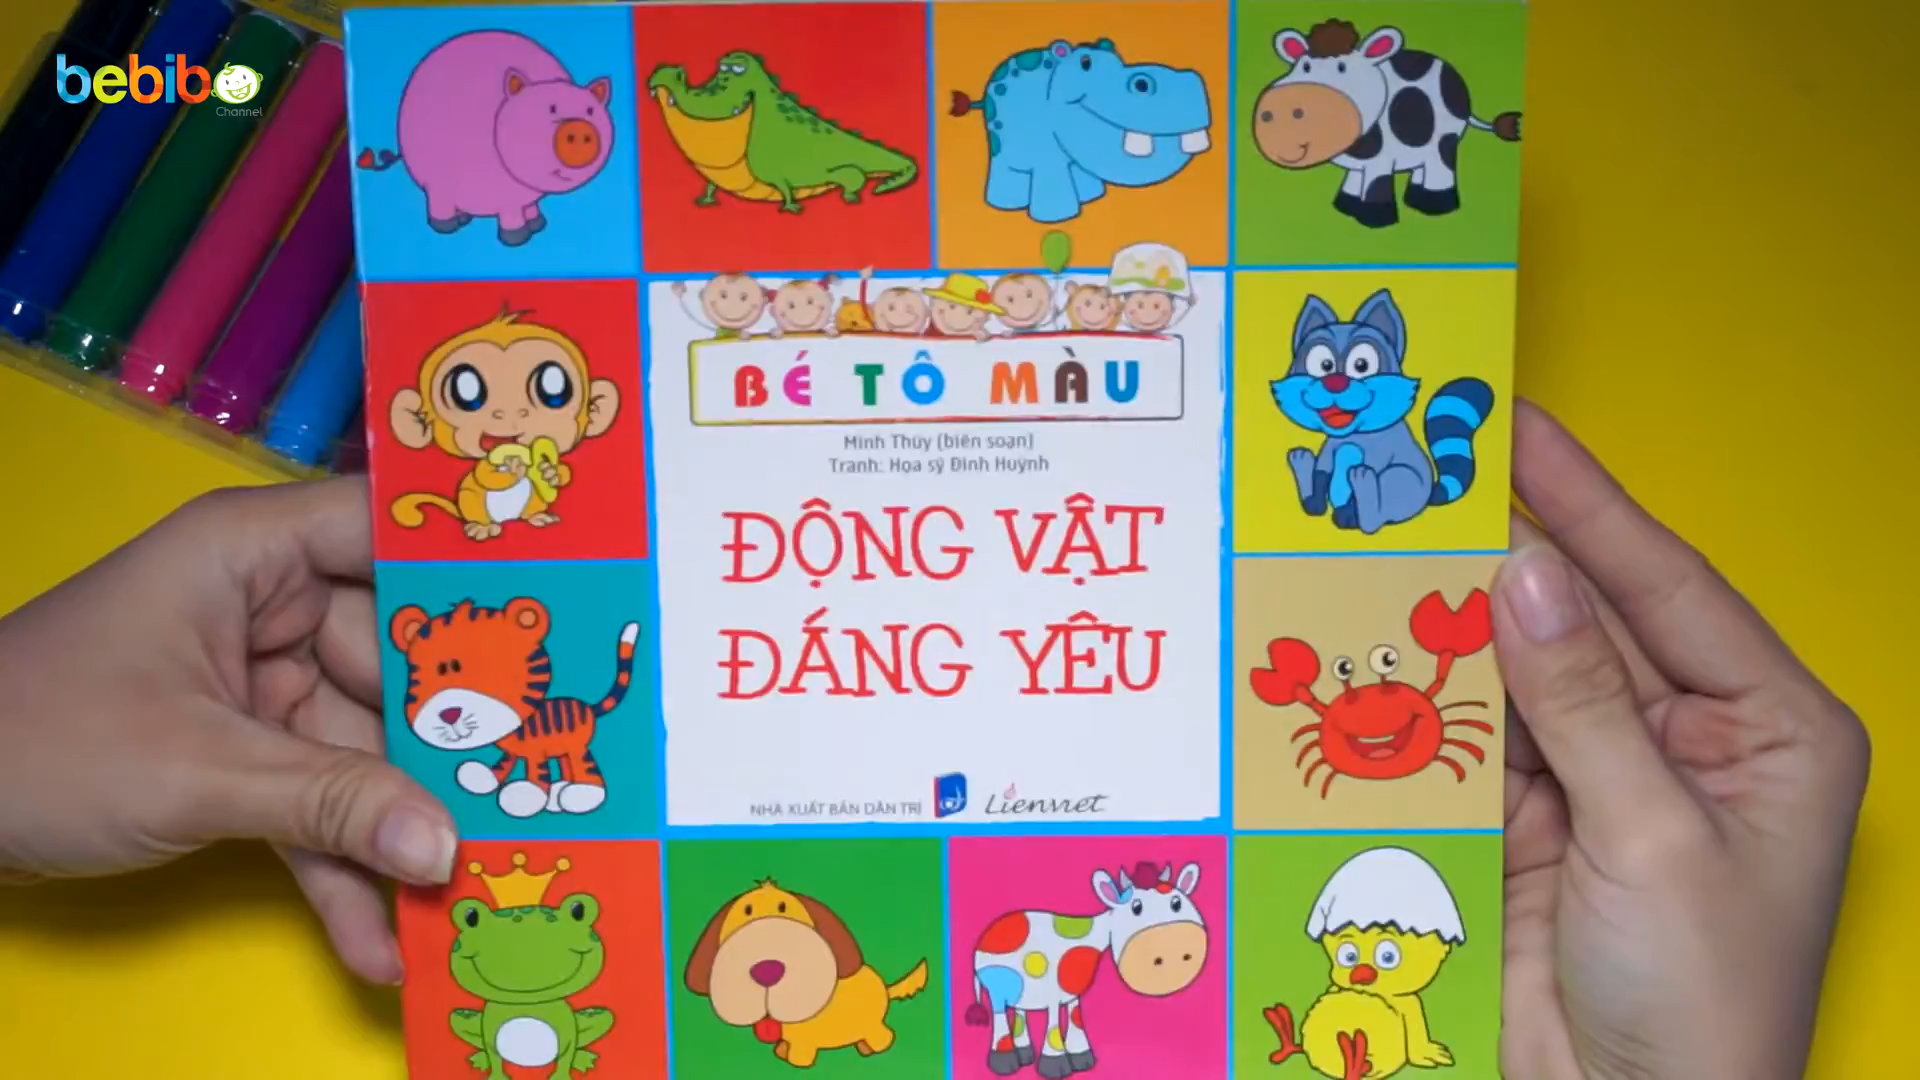 bebibo
Channel
BÉ TÔ MÀU
Minh Thùy (biên soạn)
Tranh: Họa sỹ Đình Huỳnh
ĐỘNG VẬT
ĐÁNG YÊU
NHÀ XUẤT BẢN DÂN TRÍ
Lienviet